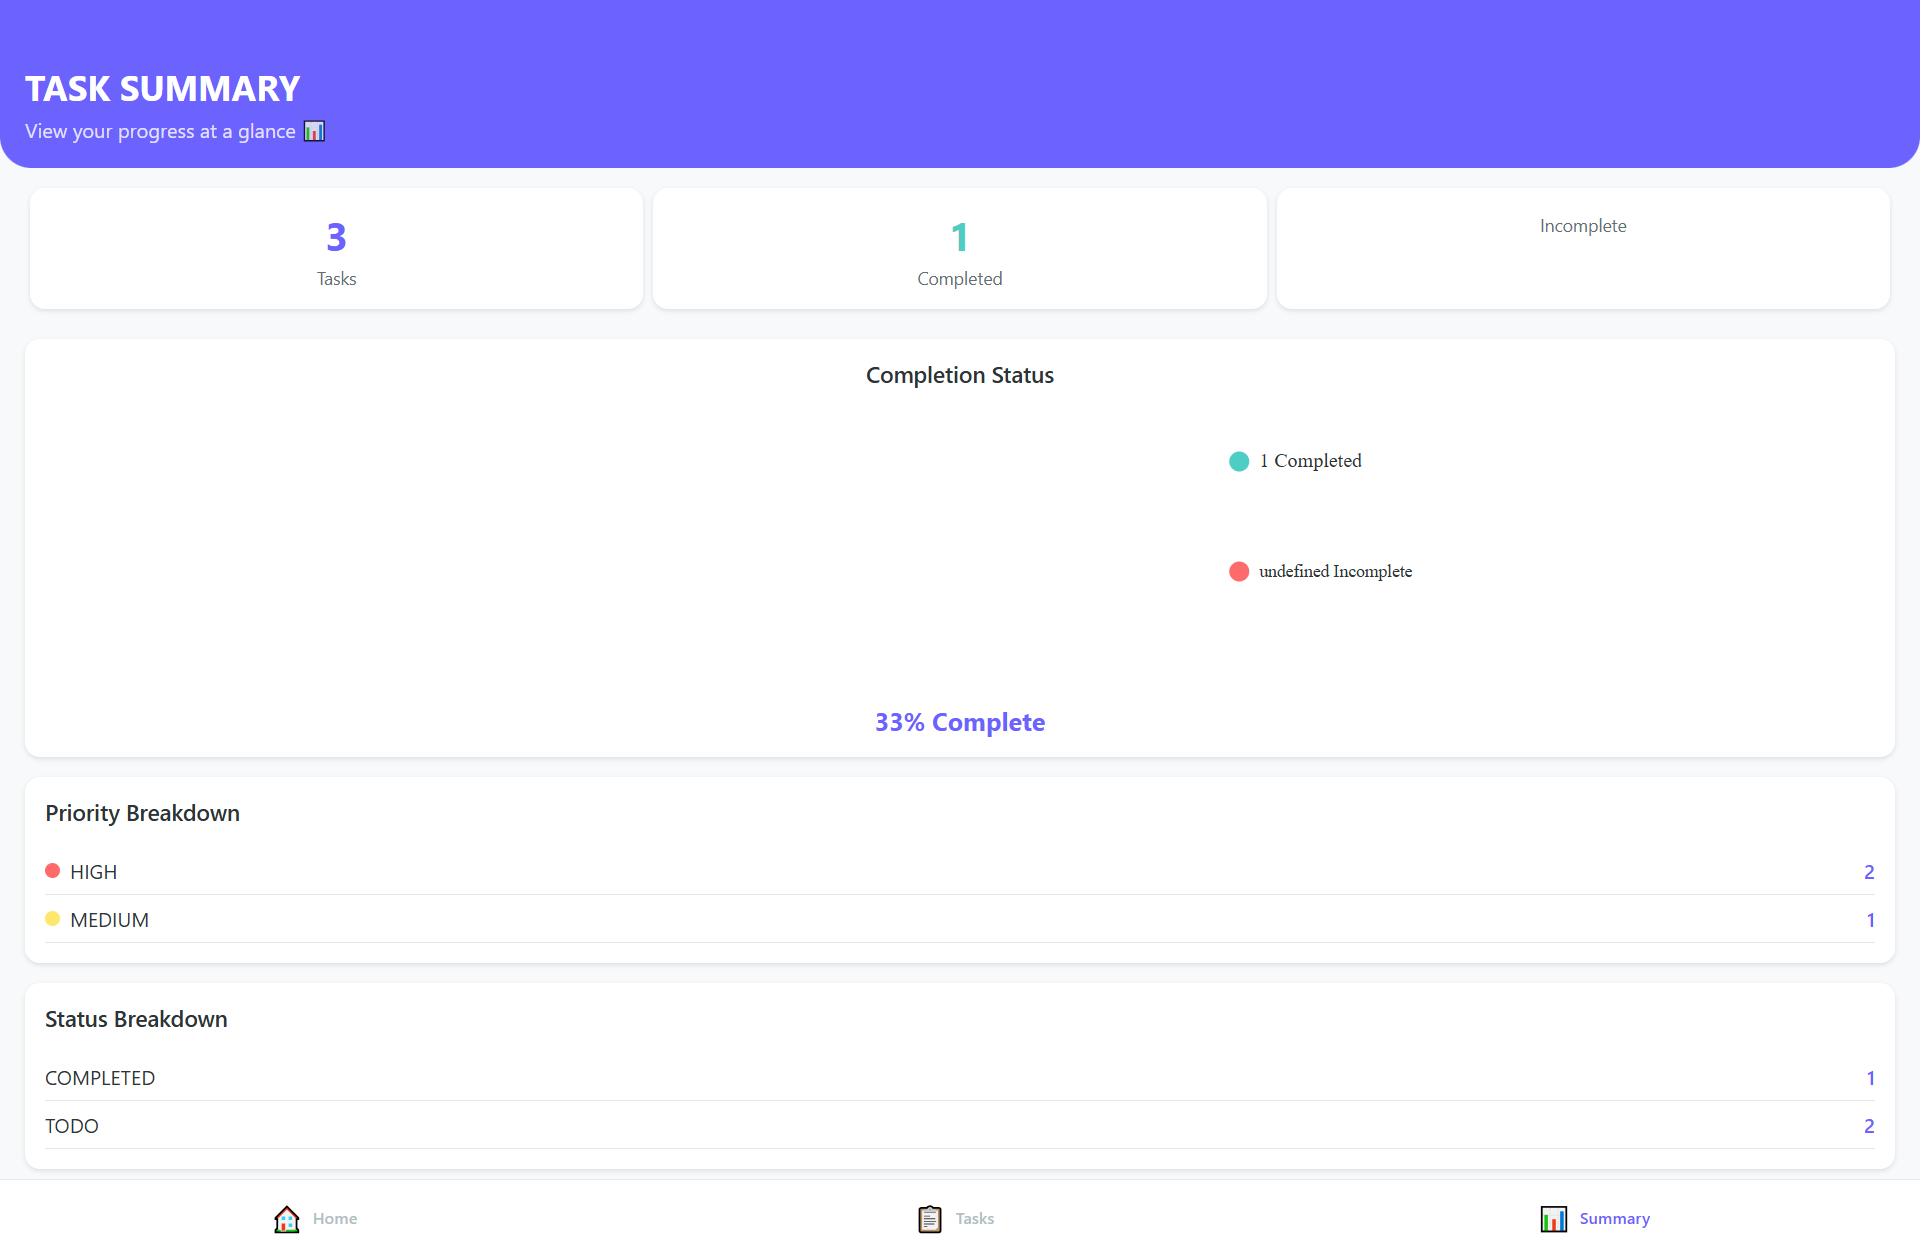 TASK SUMMARY
View your progress at a glance 📊
3
Tasks
1
Completed
Incomplete
Completion Status
1 Completed
undefined Incomplete
33% Complete
Priority Breakdown
HIGH 2
MEDIUM 1
Status Breakdown
COMPLETED 1
TODO 2
Home
Tasks
Summary